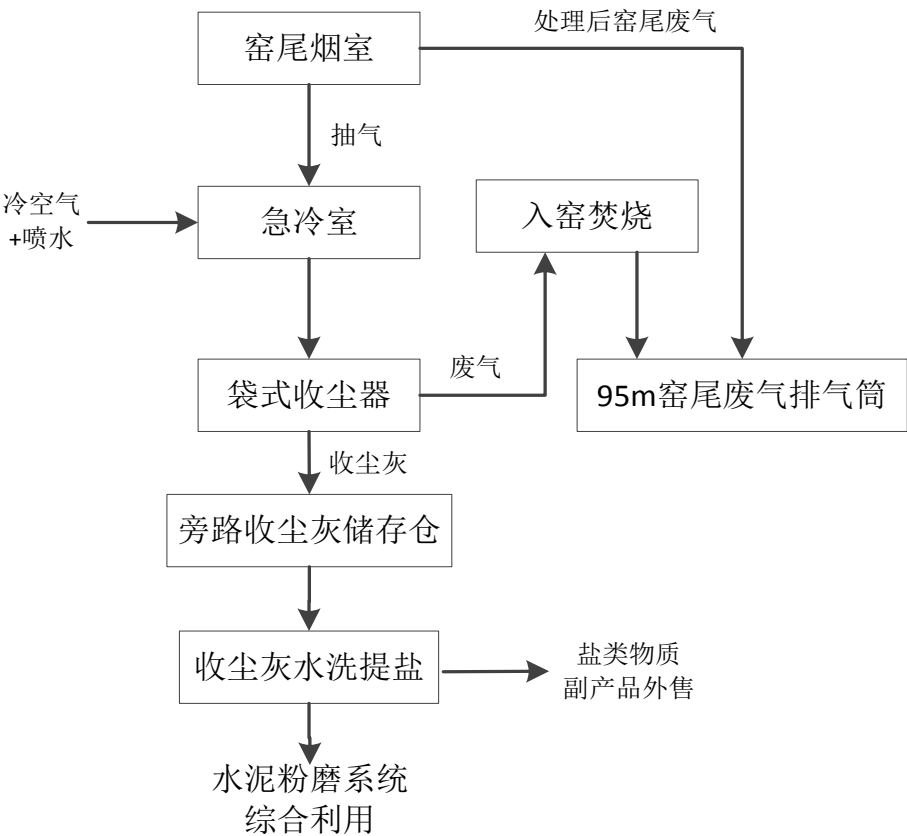 处理后窑尾废气
窑尾烟室
抽气
冷空气
+喷水
急冷室
入窑焚烧
废气
袋式收尘器
95m窑尾废气排气筒
收尘灰
旁路收尘灰储存仓
收尘灰水洗提盐
盐类物质
副产品外售
水泥粉磨系统
综合利用